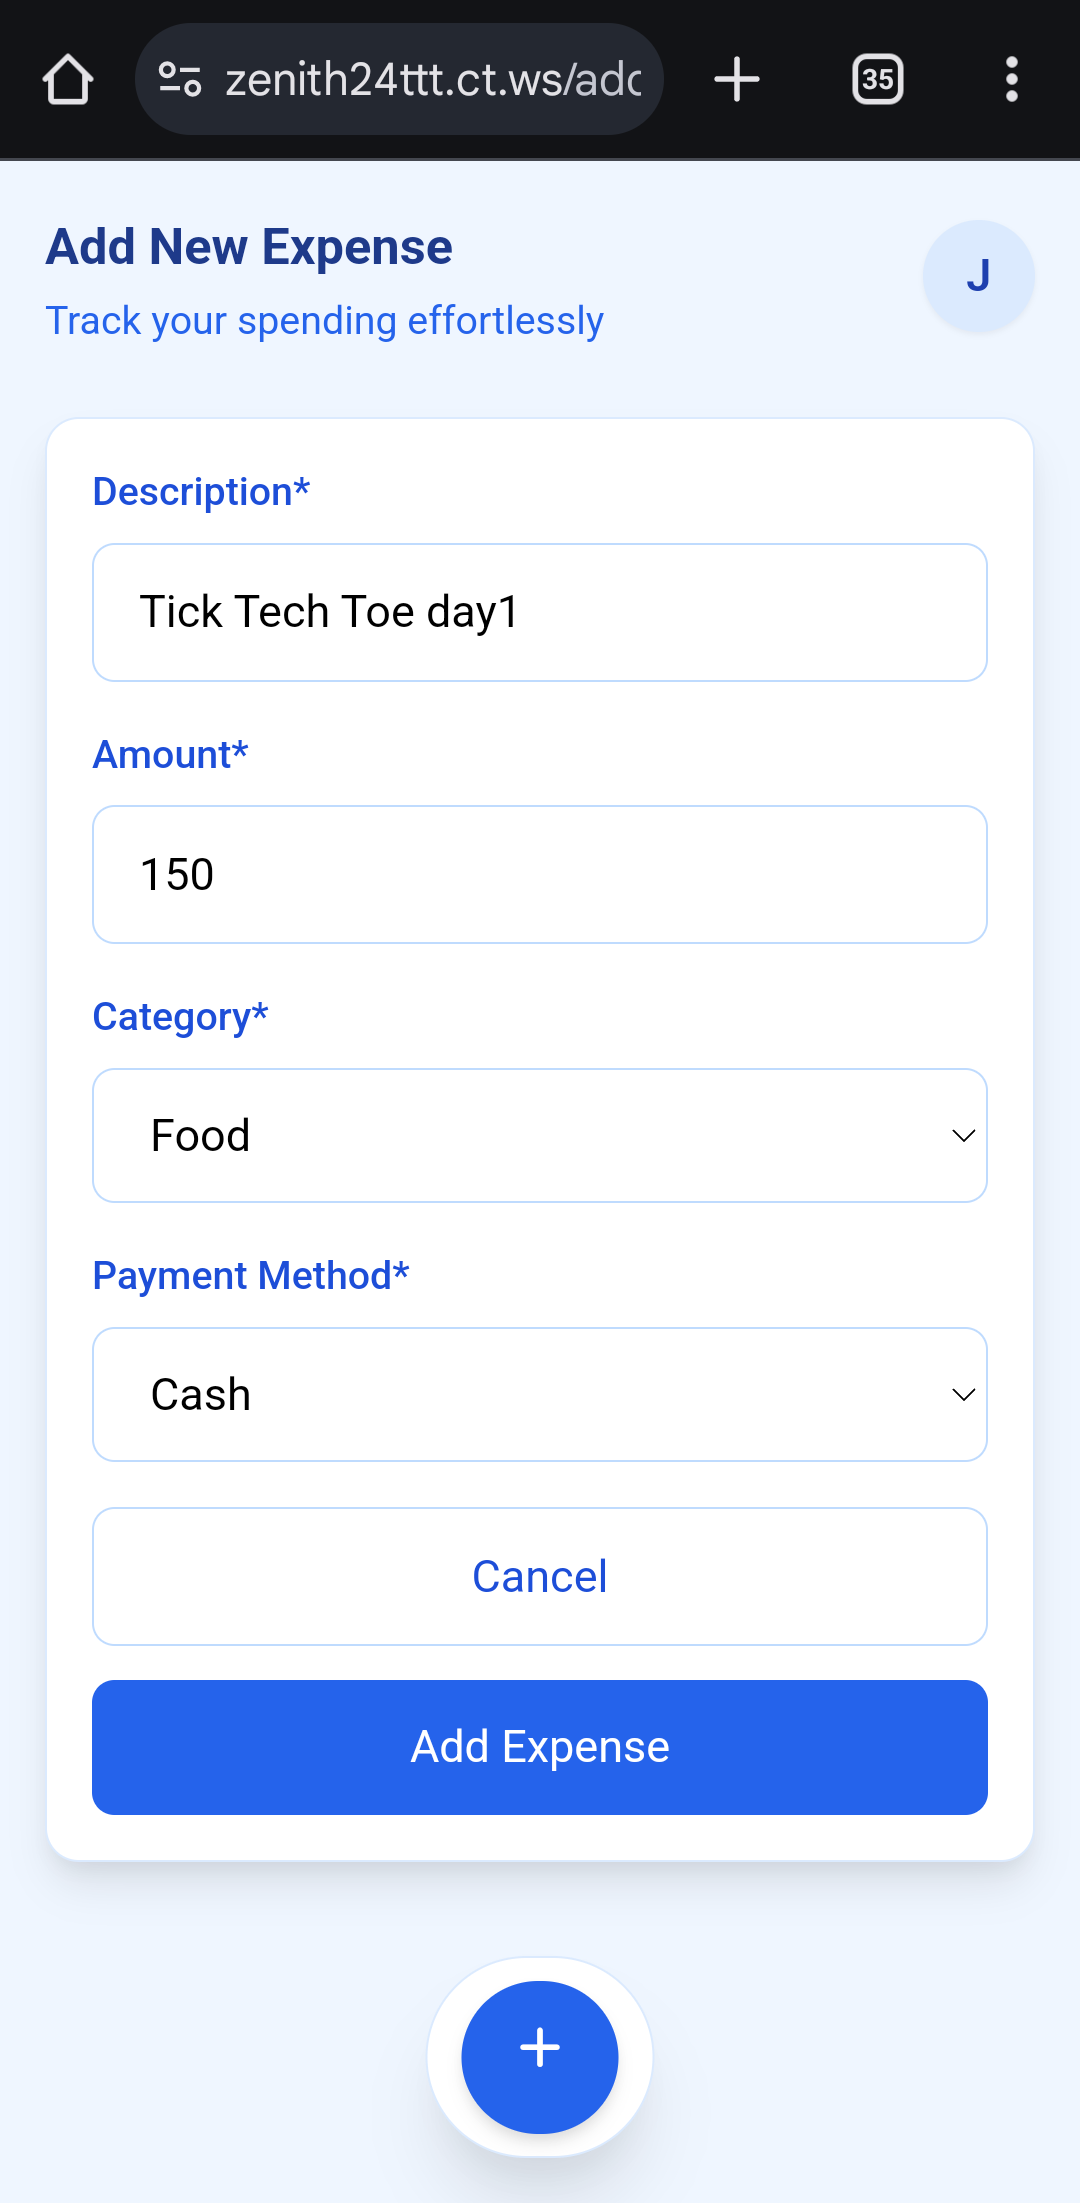 zenith24ttt.ct.ws/add
35
Add New Expense
J
Track your spending effortlessly
Description*
Tick Tech Toe day1
Amount*
150
Category*
Food
Payment Method*
Cash
Cancel
Add Expense